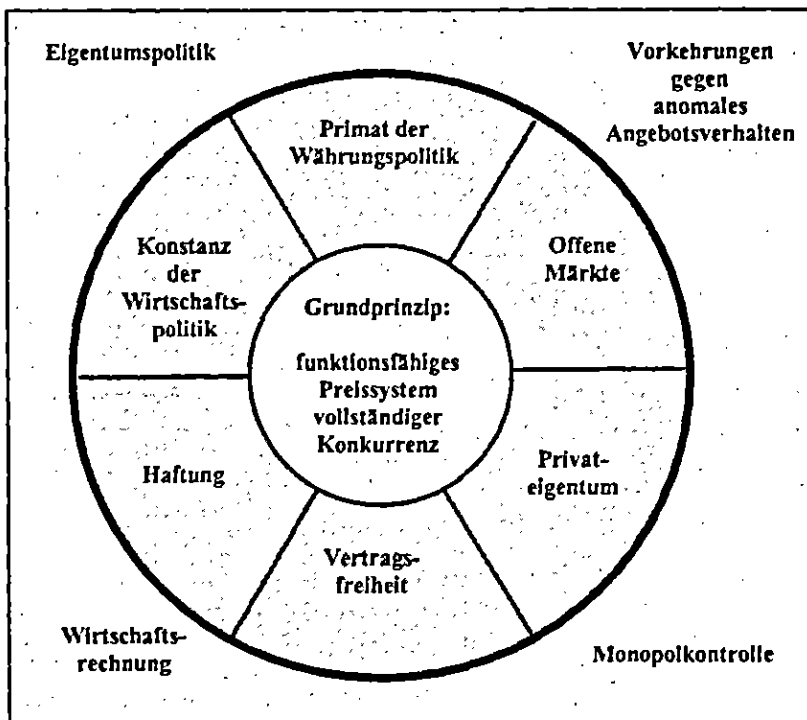 Eigentumspolitik
Vorkehrungen
gegen
anomales
Angebotsverhalten
Primat der
Währungspolitik
Konstanz
der
Wirtschafts-
politik
Offene
Märkte
Grundprinzip:
funktionsfähiges
Preissystem
vollständiger
Konkurrenz
Haftung
Privat-
eigentum
Vertrags-
freiheit
Wirtschafts-
rechnung
Monopolkontrolle